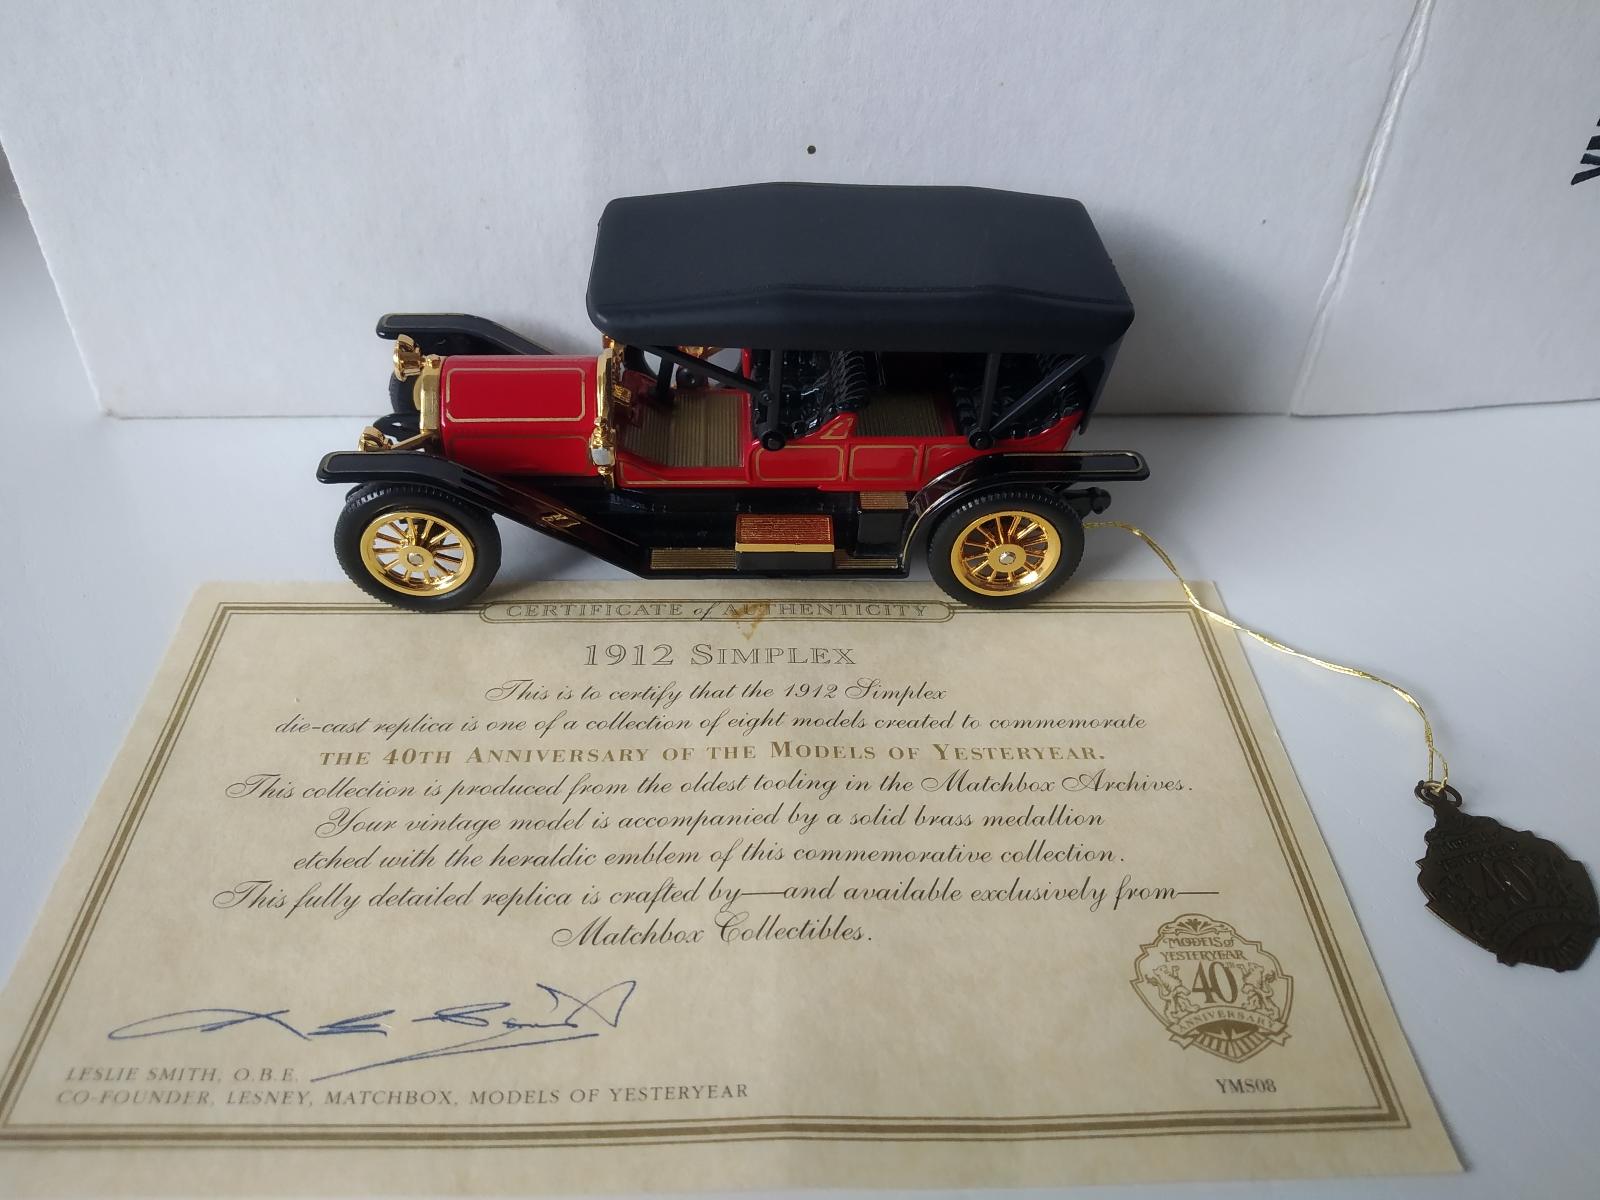 CERTIFICATE of AUTHENTICITY
1912 SIMPLEX
This is to certify that the 1912 Simplex
die-cast replica is one of a collection of eight models created to commemorate
THE 40TH ANNIVERSARY OF THE MODELS OF YESTERYEAR.
This collection is produced from the oldest tooling in the Matchbox Archives.
Your vintage model is accompanied by a solid brass medallion
etched with the heraldic emblem of this commemorative collection.
This fully detailed replica is crafted by—and available exclusively from—
Matchbox Collectibles.
MODELS of
YESTERYEAR
40TH
ANNIVERSARY
LESLIE SMITH, O.B.E.
CO-FOUNDER, LESNEY, MATCHBOX, MODELS OF YESTERYEAR
YMS08
40